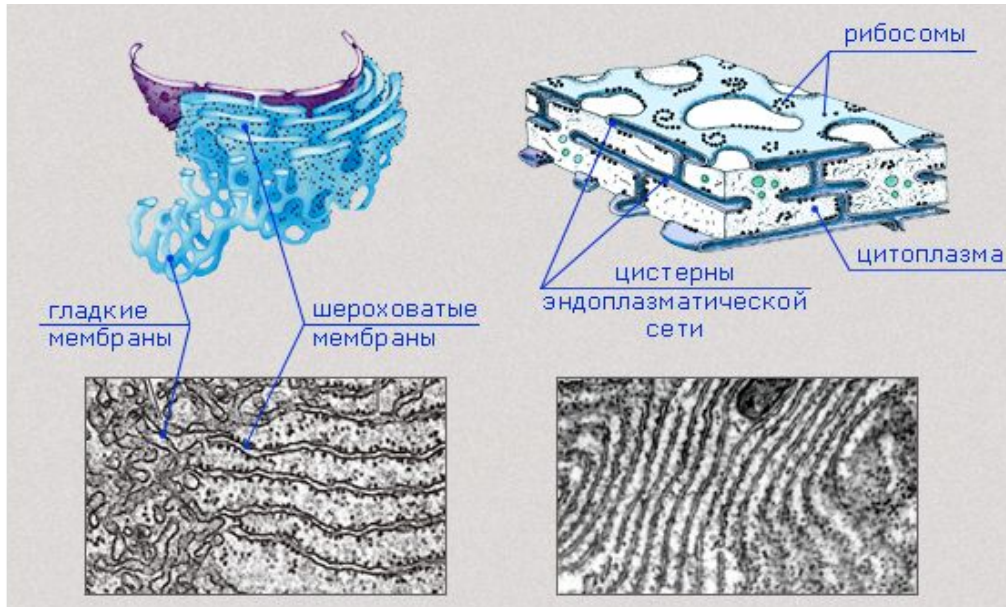 рибосомы
цитоплазма
цистерны
эндоплазматической
сети
гладкие
мембраны
шероховатые
мембраны